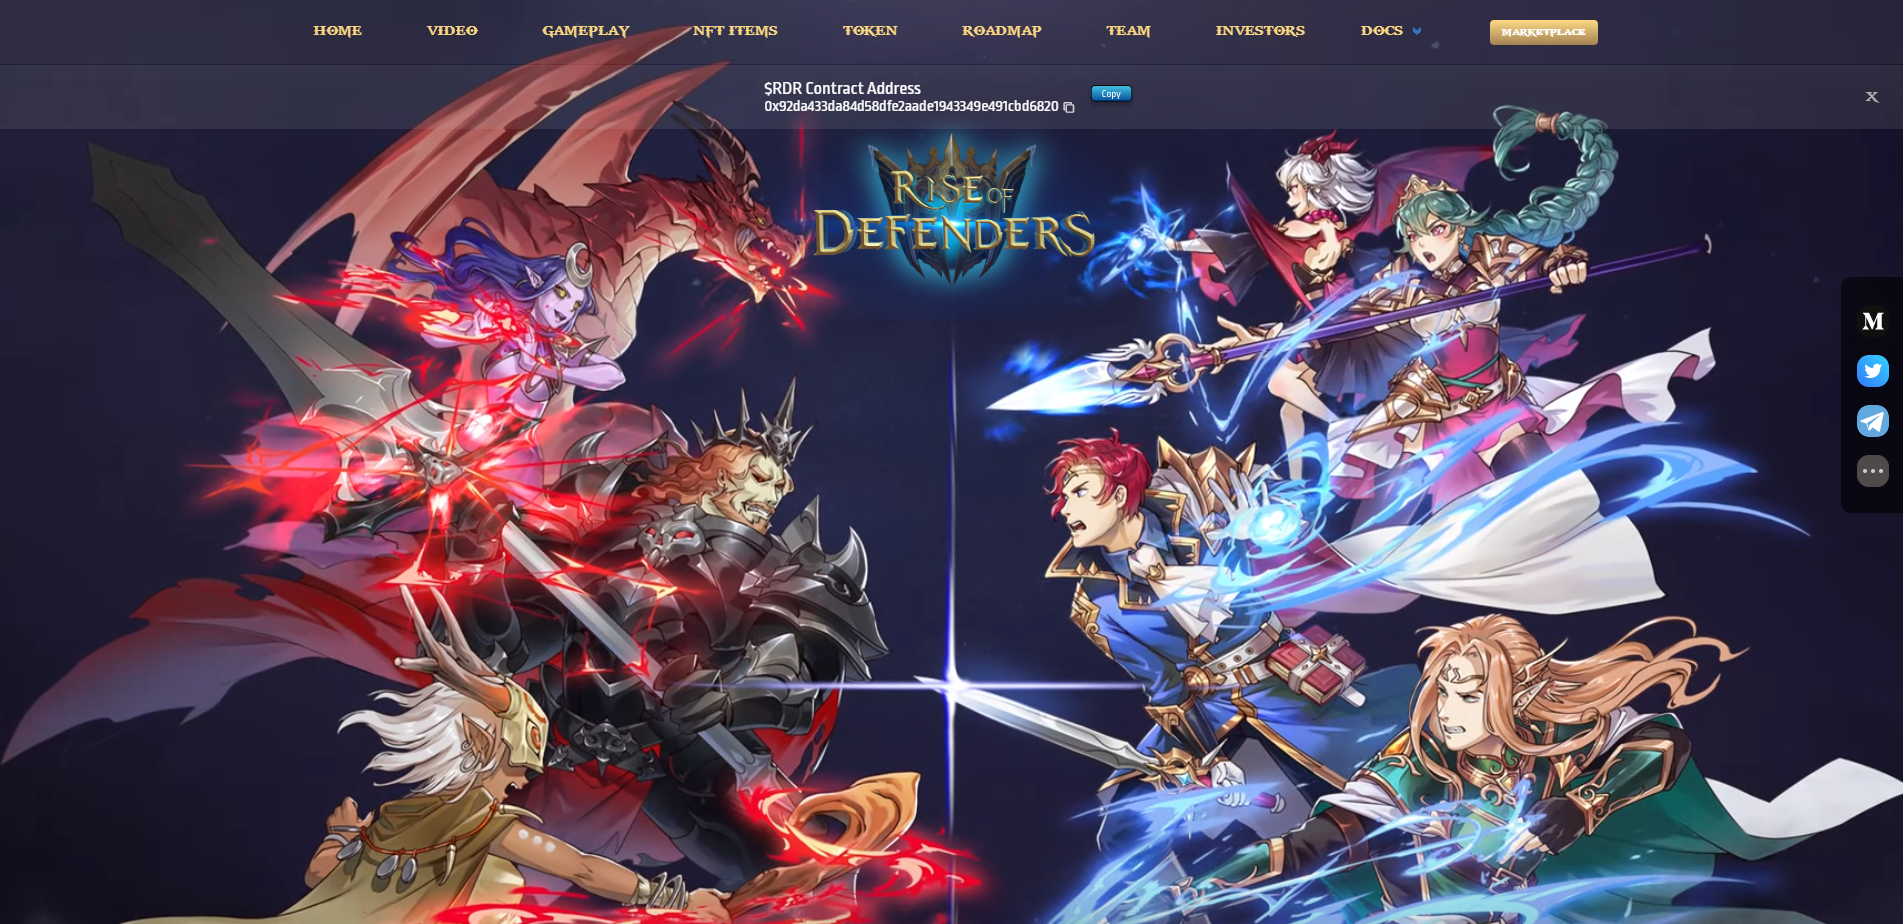 HOME VIDEO GAMEPLAY NFT ITEMS TOKEN ROADMAP TEAM INVESTORS DOCS MARKETPLACE
$RDR Contract Address
0x92da433da84d58dfe2aade1943349e491cbd6820 Copy
X
RISE OF
DEFENDERS
M